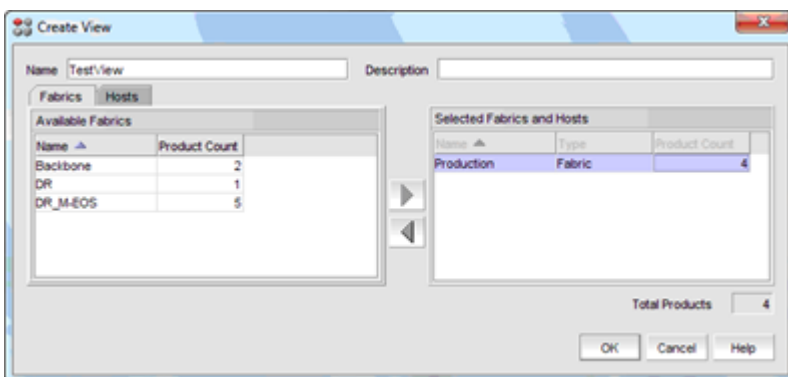 Create View
Name TestView Description
Fabrics Hosts
Available Fabrics
Name Product Count
Backbone 2
DR 1
DR_M-EOS 5
Selected Fabrics and Hosts
Name Type Product Count
Production Fabric 4
Total Products 4
OK Cancel Help